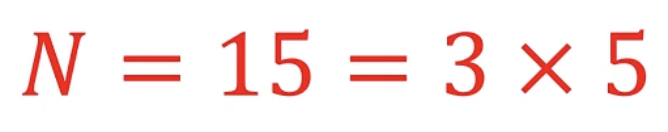 N = 15 = 3 × 5